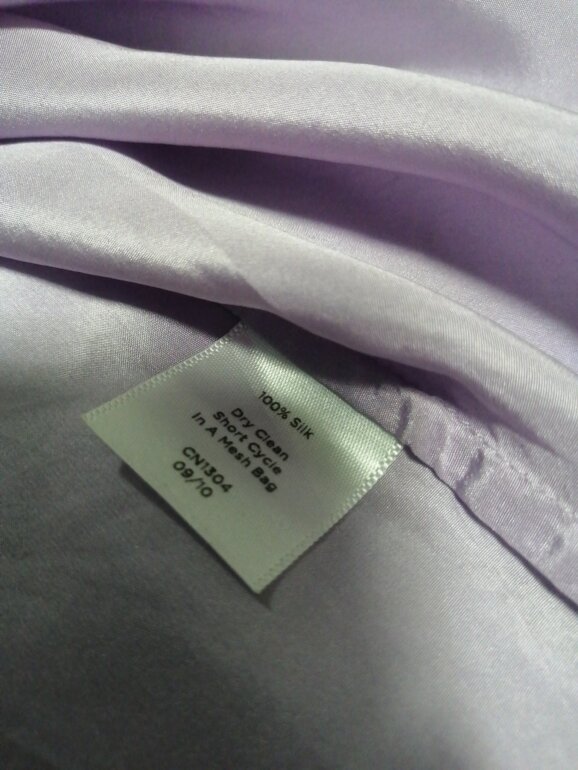 100% Silk
Dry Clean
Short Cycle
In A Mesh Bag
CN1304
09/10